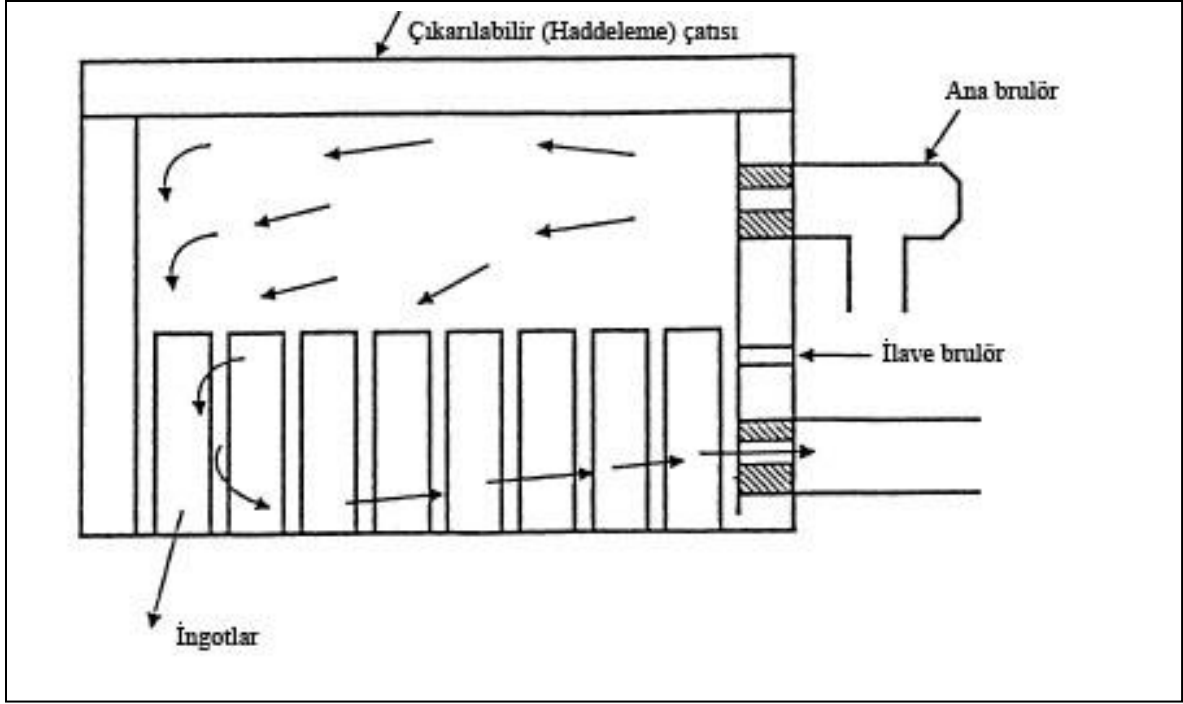 Çıkarılabilir (Haddeleme) çatısı
Ana brulör
İlave brulör
İngotlar